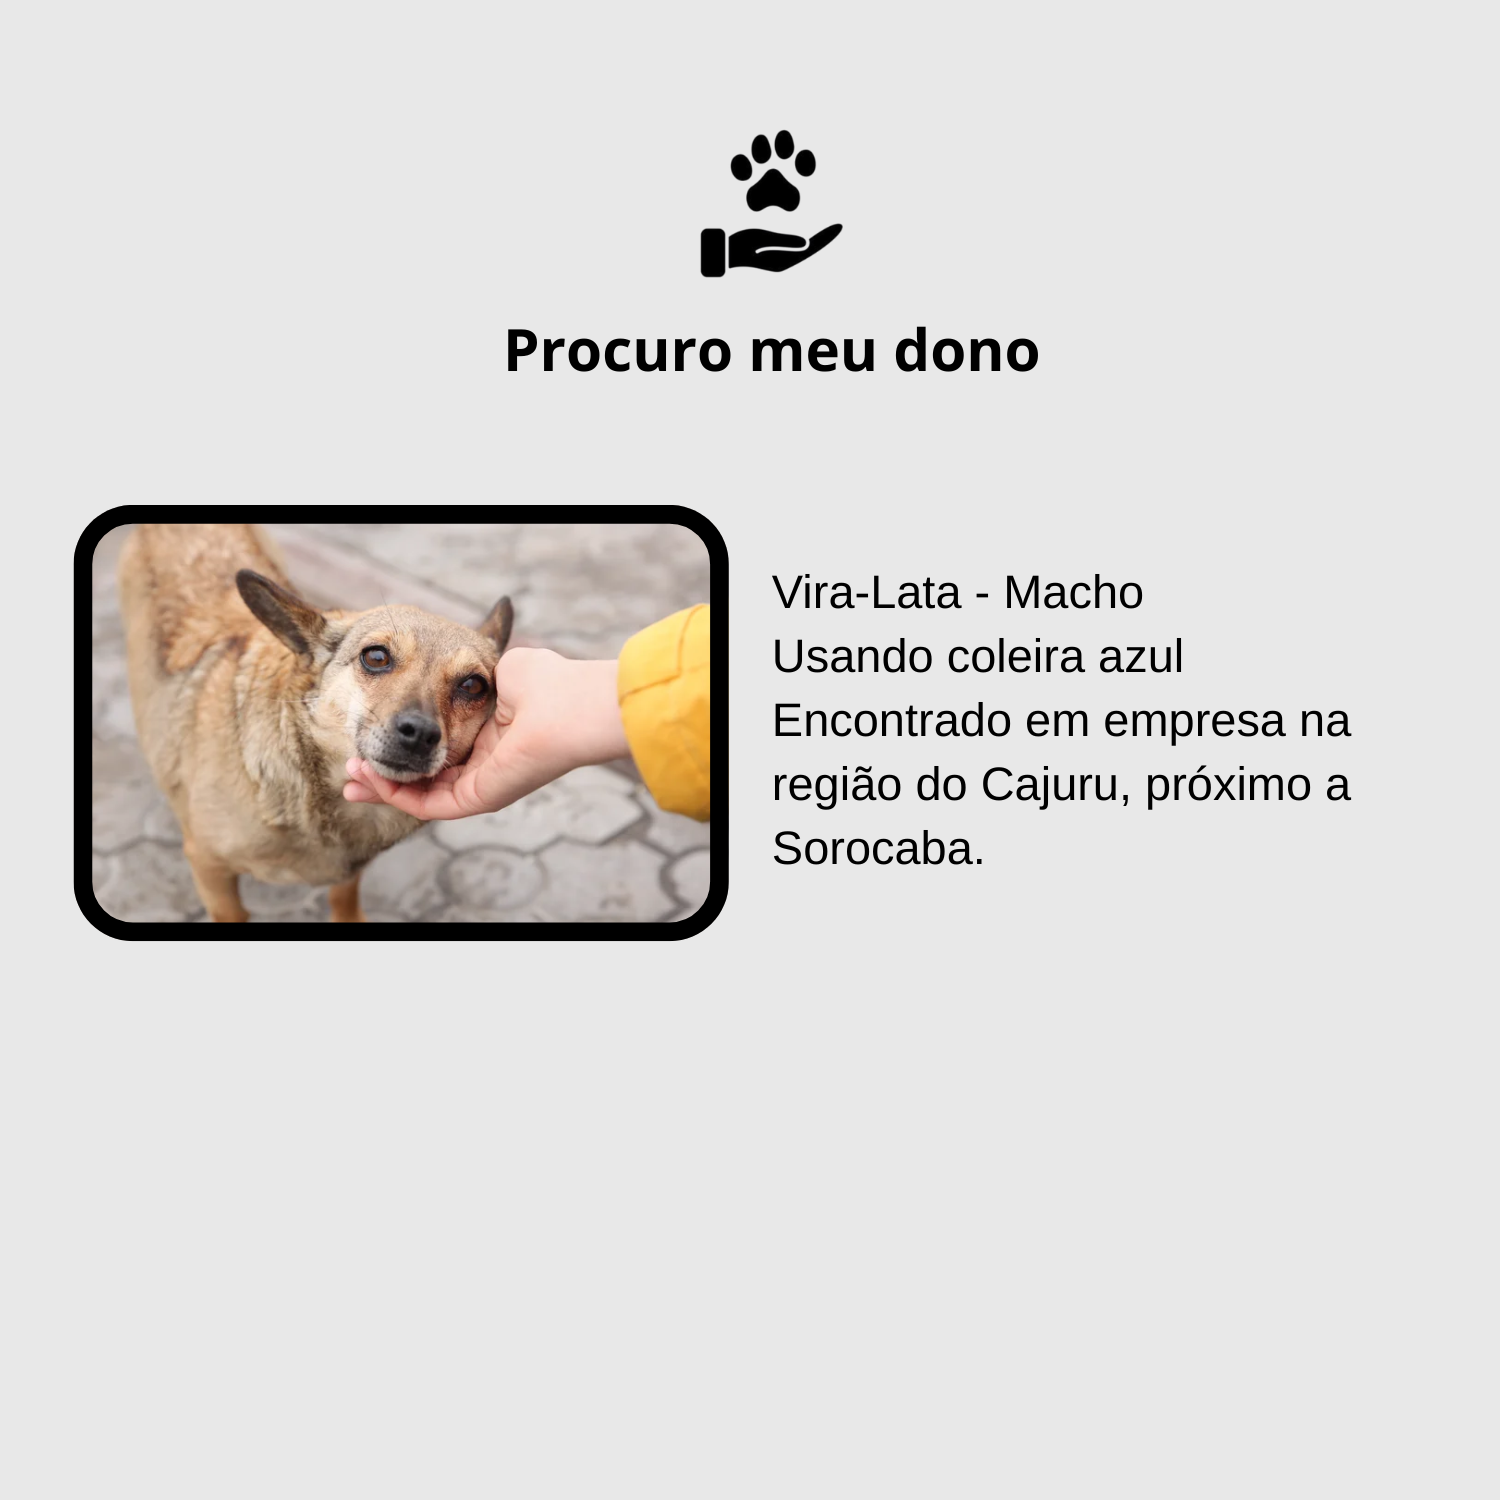 Procuro meu dono
Vira-Lata - Macho
Usando coleira azul
Encontrado em empresa na
região do Cajuru, próximo a
Sorocaba.